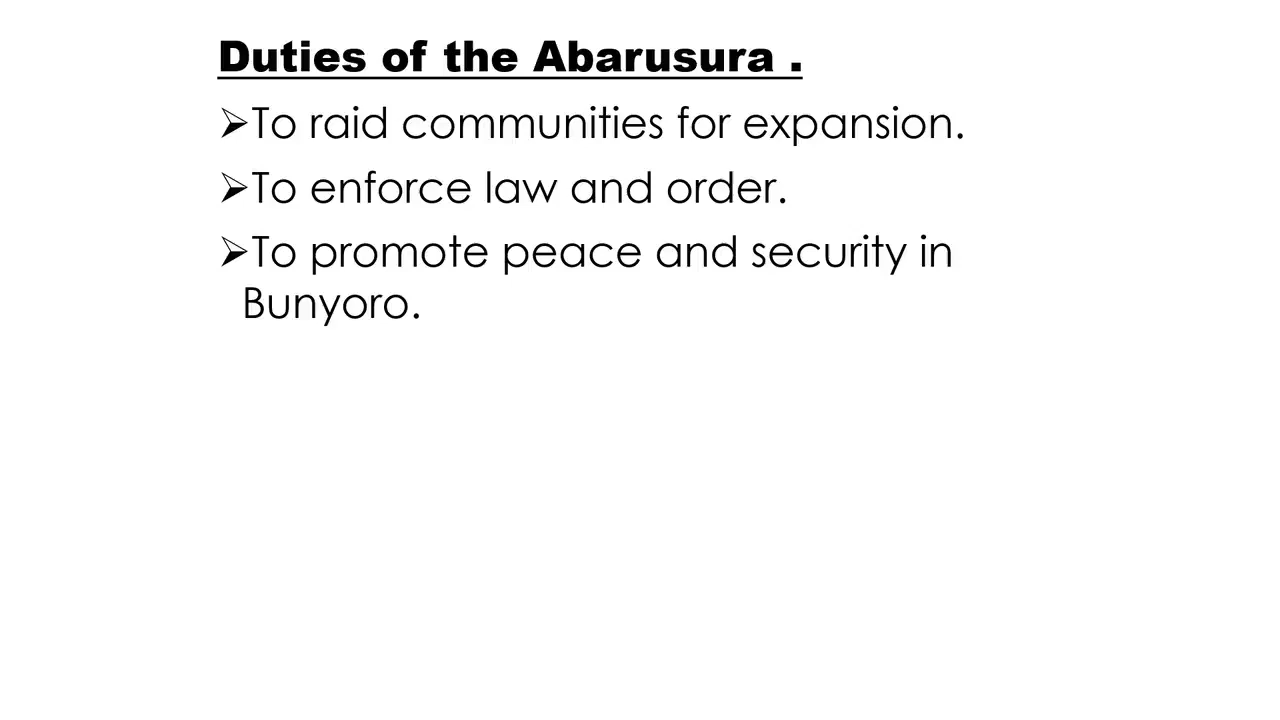 Duties of the Abarusura .
➢To raid communities for expansion.
➢To enforce law and order.
➢To promote peace and security in
Bunyoro.